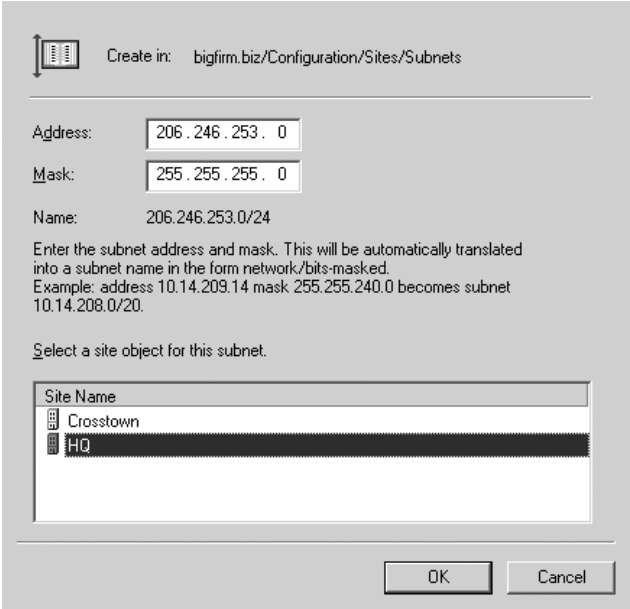 Create in: bigfirm.biz/Configuration/Sites/Subnets
Address: 206 . 246 . 253 . 0
Mask: 255 . 255 . 255 . 0
Name: 206.246.253.0/24
Enter the subnet address and mask. This will be automatically translated
into a subnet name in the form network/bits-masked.
Example: address 10.14.209.14 mask 255.255.240.0 becomes subnet
10.14.208.0/20.
Select a site object for this subnet.
Site Name
Crosstown
HQ
OK Cancel